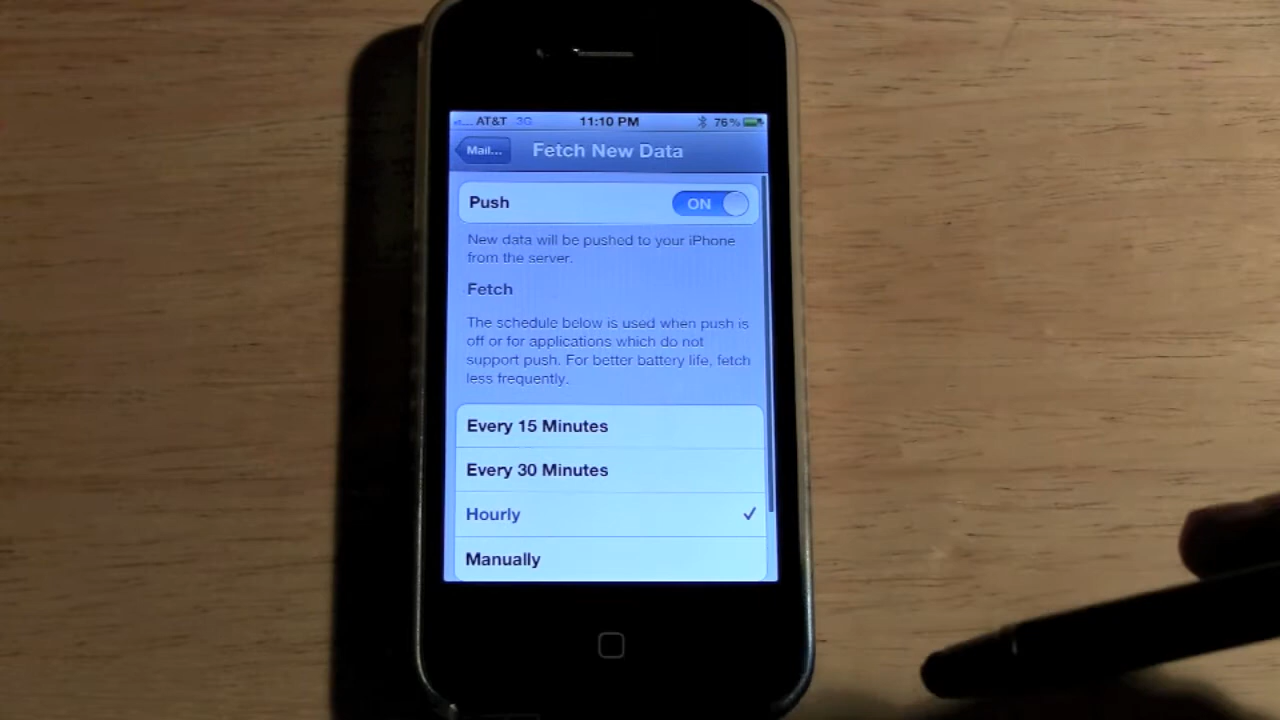 AT&T 3G 11:10 PM 76%
Mail... Fetch New Data
Push ON
New data will be pushed to your iPhone
from the server.
Fetch
The schedule below is used when push is
off or for applications which do not
support push. For better battery life, fetch
less frequently.
Every 15 Minutes
Every 30 Minutes
Hourly
Manually